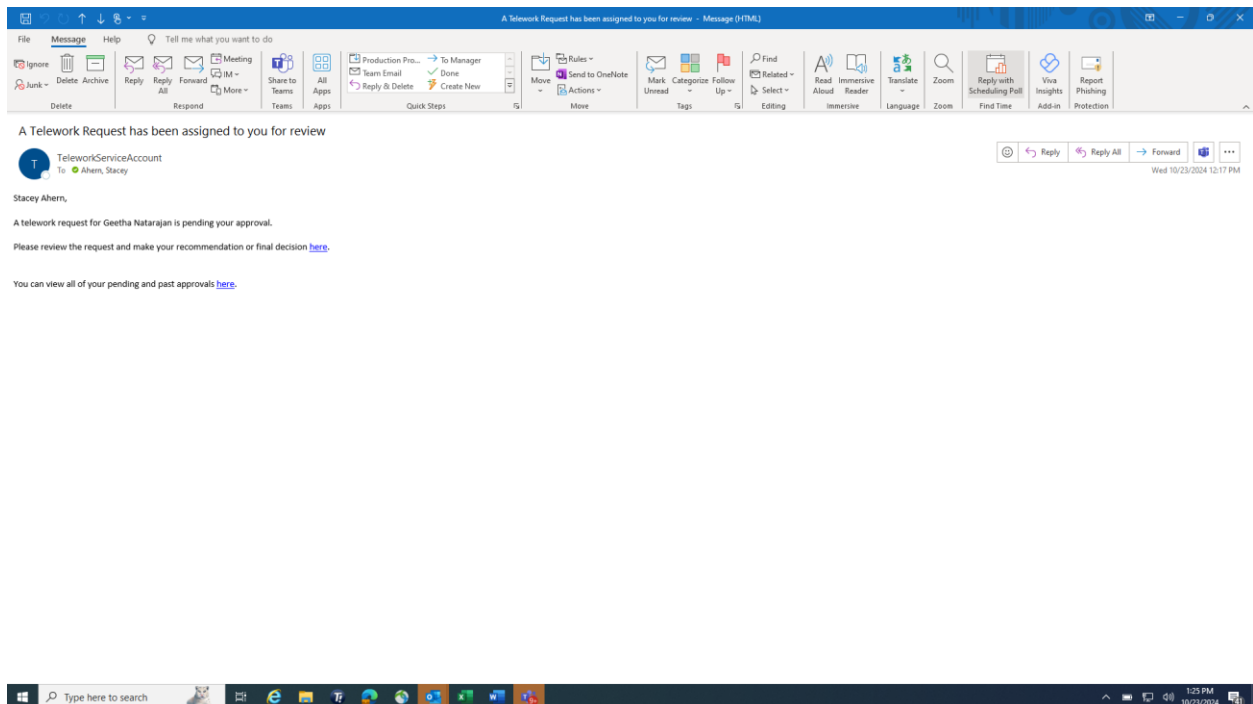 A Telework Request has been assigned to you for review - Message (HTML)
File Message Help Tell me what you want to do
Ignore
Junk
Delete Archive
Delete
Reply Reply All Forward
Meeting
IM
More
Respond
Share to Teams
Teams
All Apps
Apps
Production Pro... To Manager
Team Email Done
Reply & Delete Create New
Quick Steps
Move
Rules
Send to OneNote
Actions
Move
Mark Unread Categorize Follow Up
Tags
Find
Related
Select
Editing
Read Aloud Immersive Reader
Immersive
Translate
Language
Zoom
Zoom
Reply with Scheduling Poll
Find Time
Viva Insights
Add-in
Report Phishing
Protection
A Telework Request has been assigned to you for review
T
TeleworkServiceAccount
To Ahern, Stacey
Reply Reply All Forward
Wed 10/23/2024 12:17 PM
Stacey Ahern,
A telework request for Geetha Natarajan is pending your approval.
Please review the request and make your recommendation or final decision here.
You can view all of your pending and past approvals here.
Type here to search
1:25 PM
10/23/2024